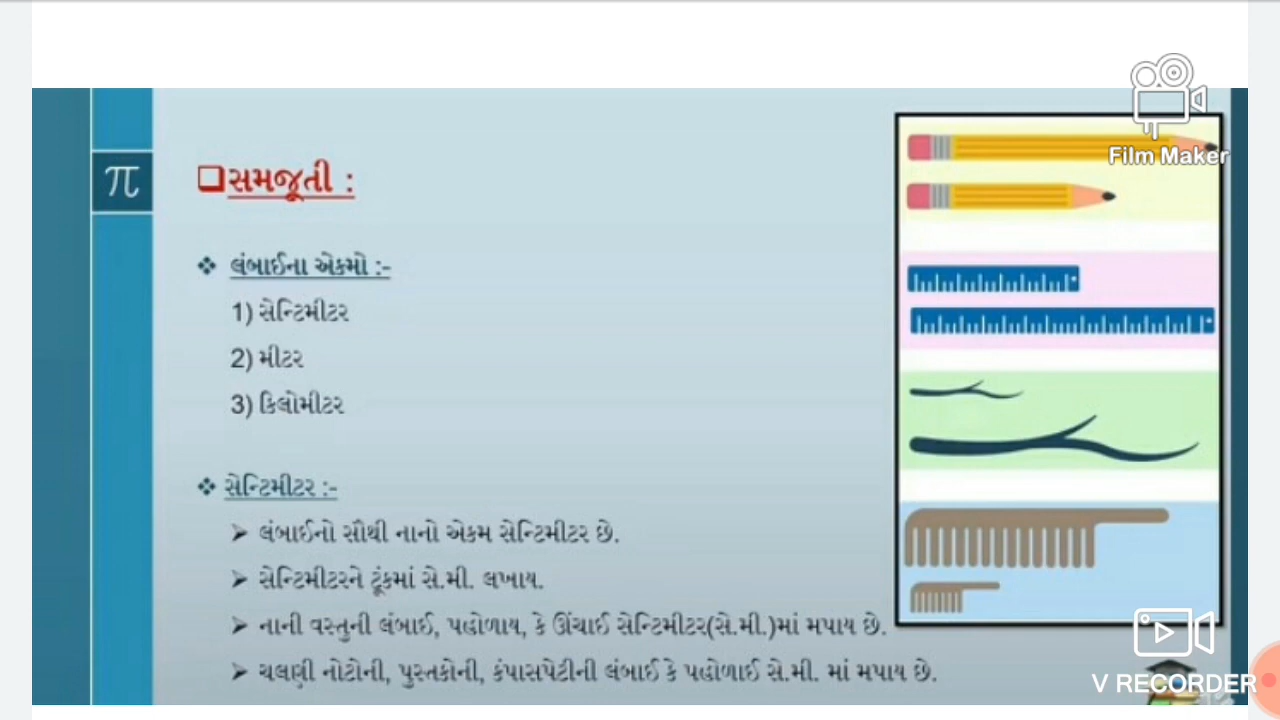 Film Maker
π
❑સમજૂતી :
❖ લંબાઈના એકમો :-
1) સેન્ટિમીટર
2) મીટર
3) કિલોમીટર
❖ સેન્ટિમીટર :-
➢ લંબાઈનો સૌથી નાનો એકમ સેન્ટિમીટર છે.
➢ સેન્ટિમીટરને ટૂંકમાં સે.મી. લખાય.
➢ નાની વસ્તુની લંબાઈ, પહોળાય, કે ઊંચાઈ સેન્ટિમીટર(સે.મી.)માં મપાય છે.
➢ ચલણી નોટોની, પુસ્તકોની, કંપાસપેટીની લંબાઈ કે પહોળાઈ સે.મી. માં મપાય છે.
V RECORDER